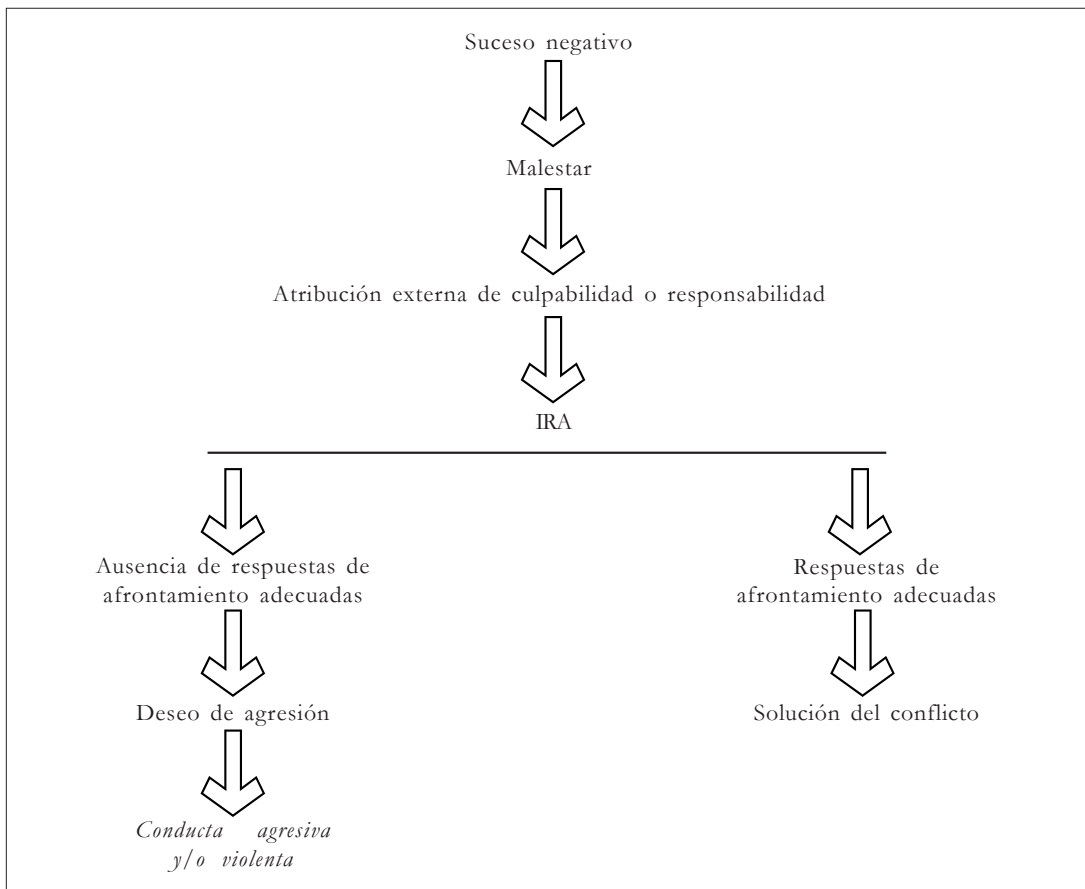 Suceso negativo
Malestar
Atribución externa de culpabilidad o responsabilidad
IRA
Ausencia de respuestas de
afrontamiento adecuadas
Respuestas de
afrontamiento adecuadas
Deseo de agresión
Solución del conflicto
Conducta agresiva
y/o violenta